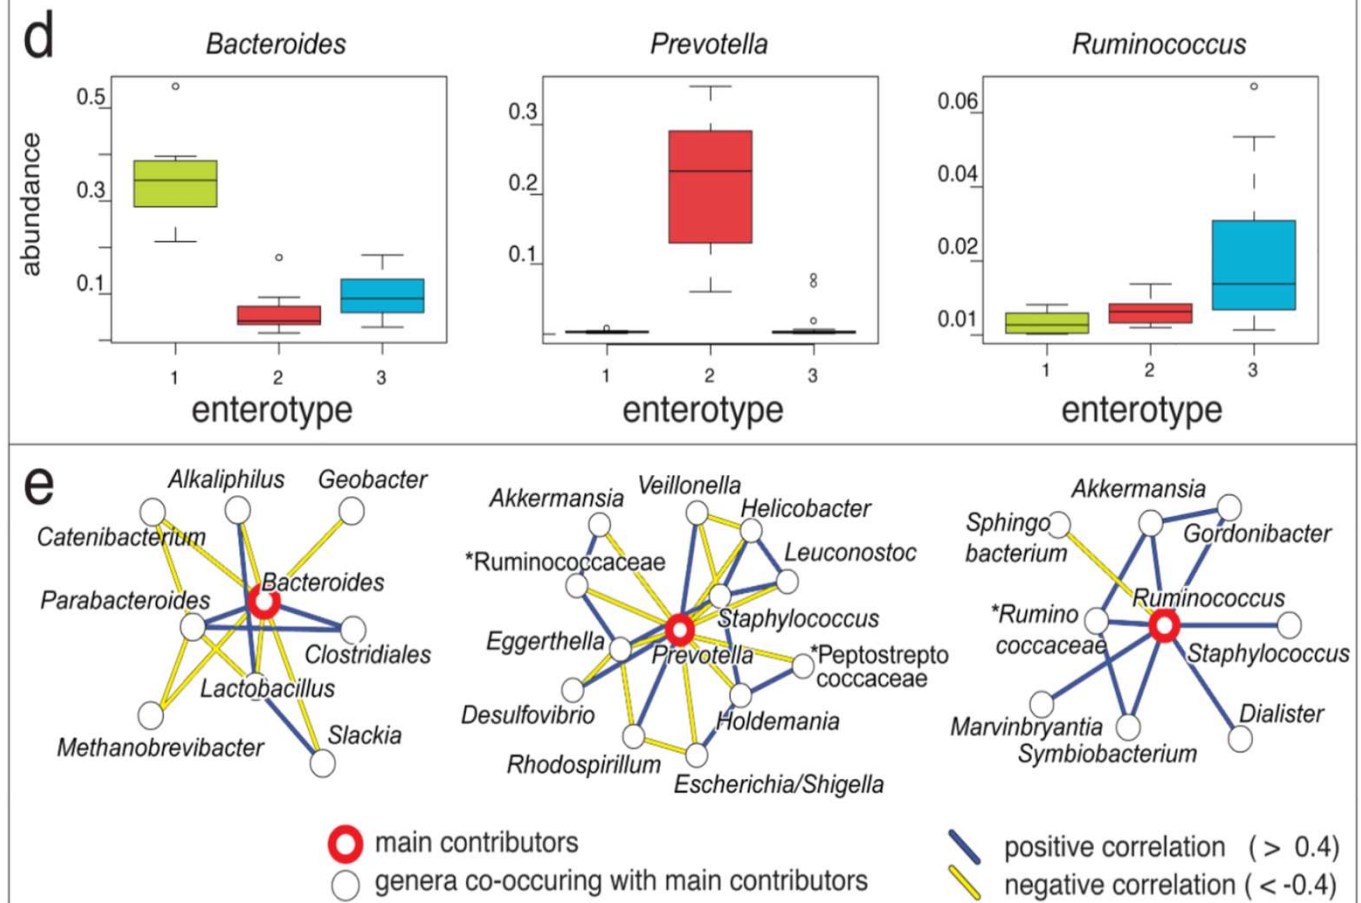 d
Bacteroides
Prevotella
Ruminococcus
abundance
0.5
0.3
0.1
1
2
3
enterotype
0.3
0.2
0.1
1
2
3
enterotype
0.06
0.04
0.02
0.01
1
2
3
enterotype
e
Alkaliphilus
Geobacter
Catenibacterium
Bacteroides
Parabacteroides
Clostridiales
Lactobacillus
Methanobrevibacter
Slackia
Akkermansia
Veillonella
Helicobacter
*Ruminococcaceae
Leuconostoc
Staphylococcus
Eggerthella
Prevotella
*Peptostrepto
coccaceae
Desulfovibrio
Holdemania
Rhodospirillum
Escherichia/Shigella
Akkermansia
Sphingo
bacterium
Gordonibacter
Ruminococcus
*Rumino
coccaceae
Staphylococcus
Marvinbryantia
Dialister
Symbiobacterium
main contributors
genera co-occuring with main contributors
positive correlation ( > 0.4)
negative correlation ( < -0.4)